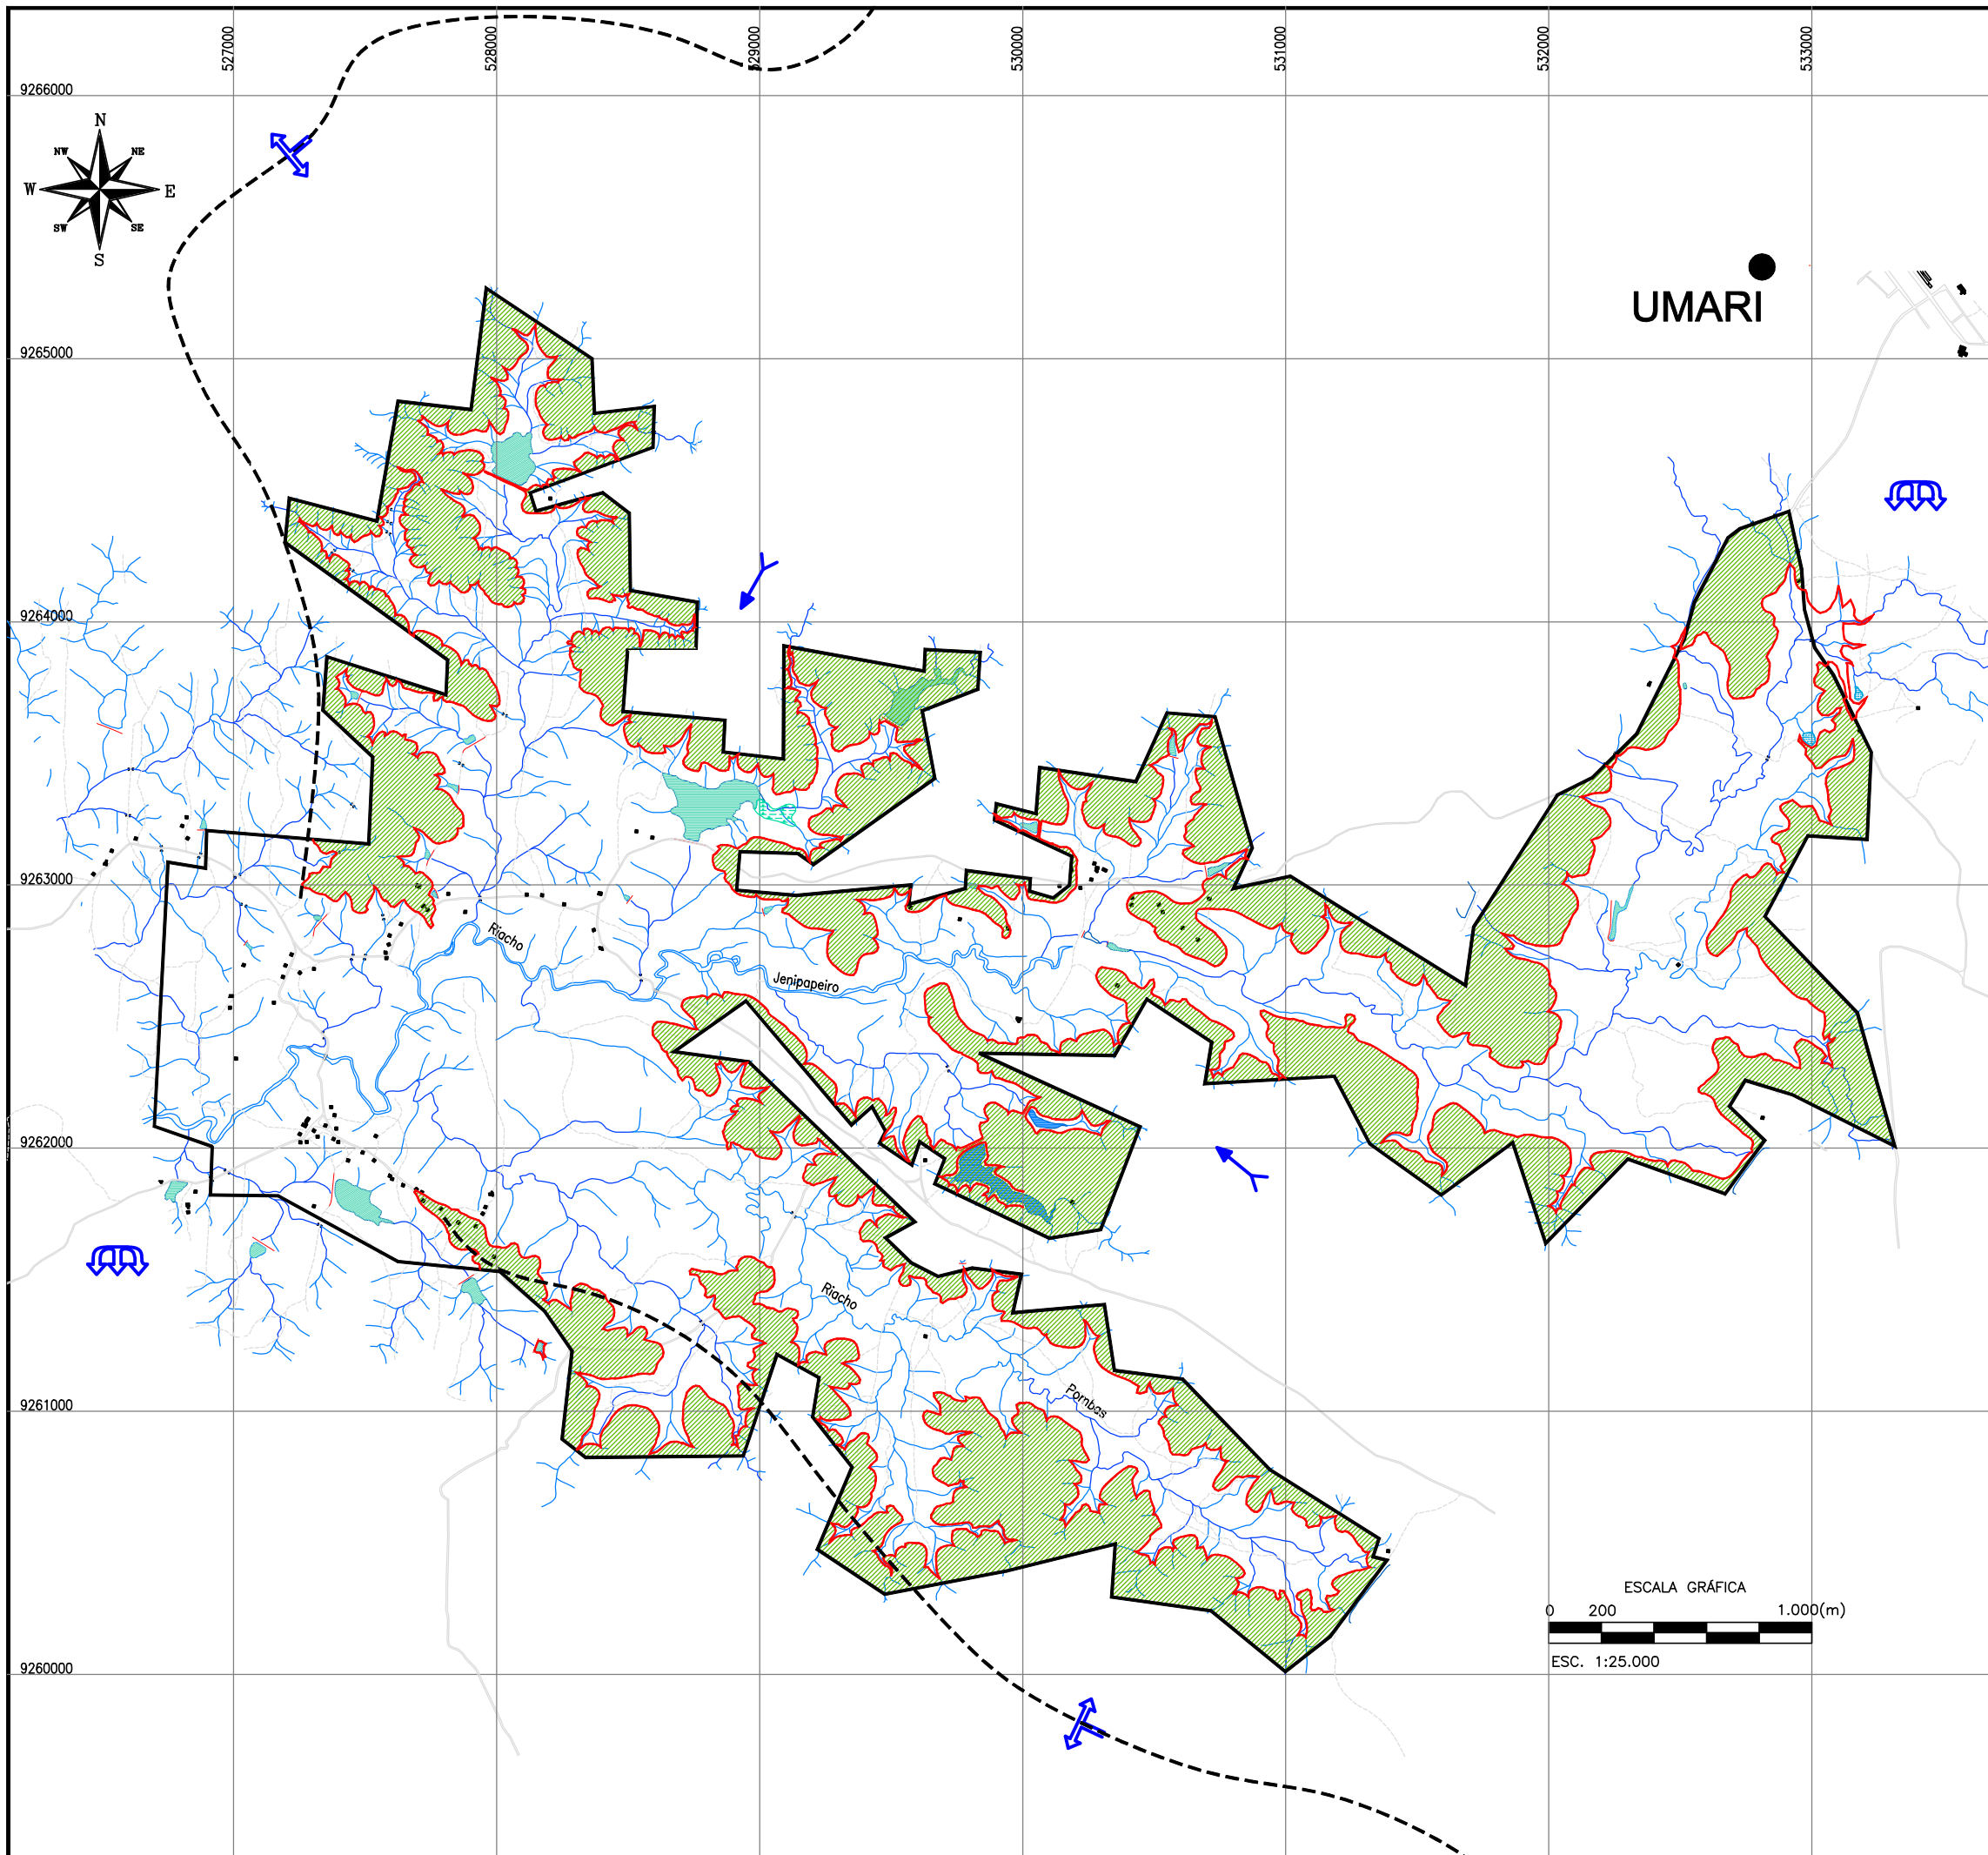 527000
528000
529000
530000
531000
532000
533000
9266000
N
NW
NE
W
E
SW
SE
S
UMARI
9265000
9264000
9263000
Riacho
Jenipapeiro
9262000
Riacho
Pombas
9261000
ESCALA GRÁFICA
0 200 1.000(m)
ESC. 1:25.000
9260000